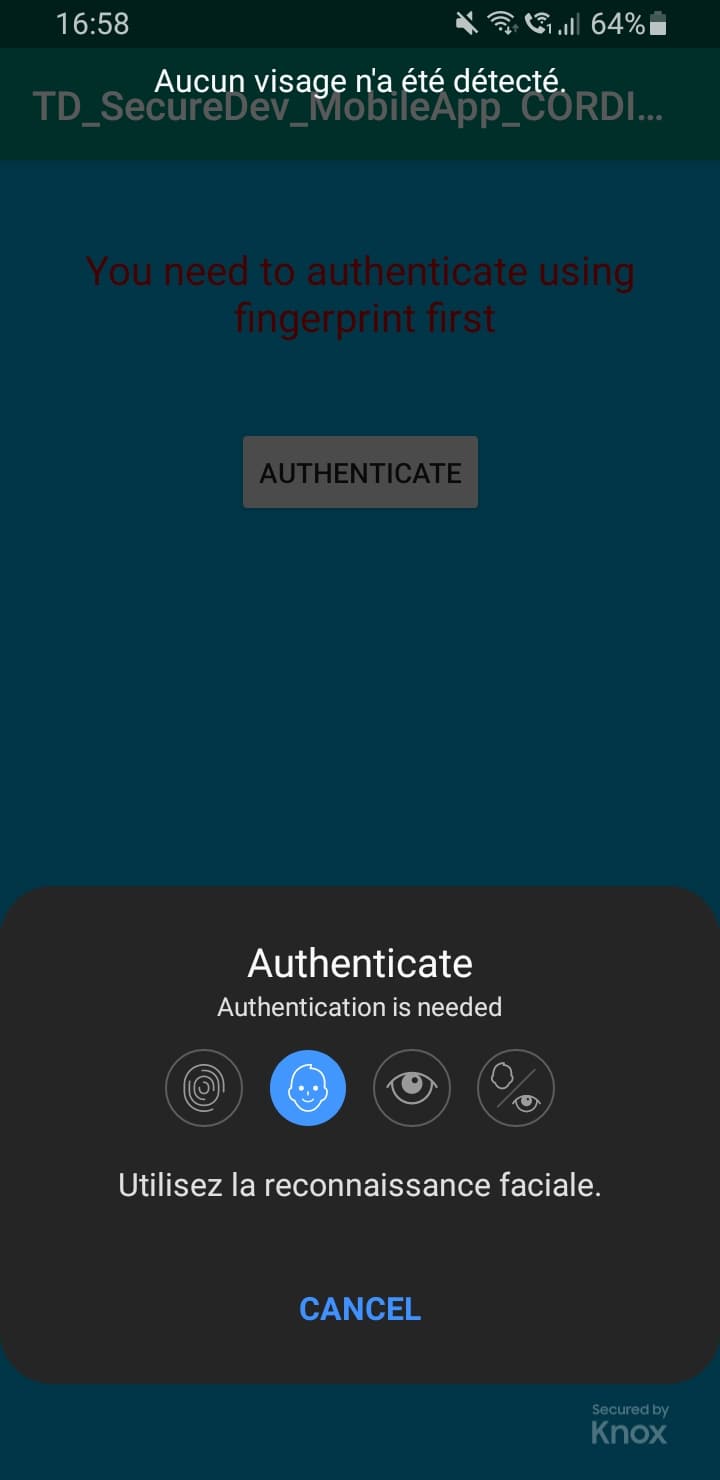 16:58
1
64%
Aucun visage n'a été détecté.
TD_SecureDev_MobileApp_CORDI...
You need to authenticate using
fingerprint first
AUTHENTICATE
Authenticate
Authentication is needed
Utilisez la reconnaissance faciale.
CANCEL
Secured by
Knox